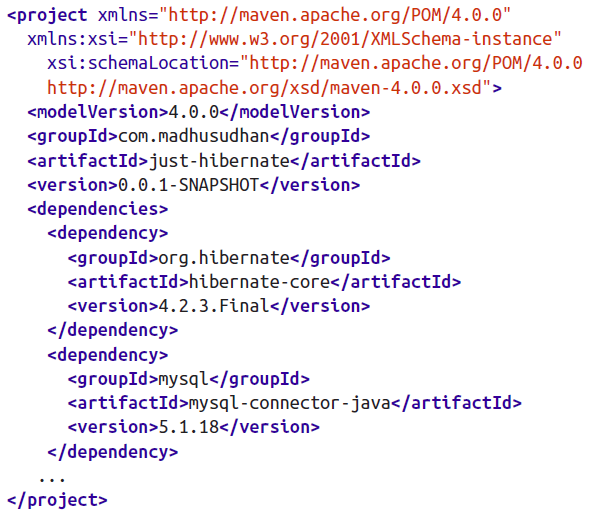 <project xmlns="http://maven.apache.org/POM/4.0.0"
xmlns:xsi="http://www.w3.org/2001/XMLSchema-instance"
xsi:schemaLocation="http://maven.apache.org/POM/4.0.0
http://maven.apache.org/xsd/maven-4.0.0.xsd">
<modelVersion>4.0.0</modelVersion>
<groupId>com.madhusudhan</groupId>
<artifactId>just-hibernate</artifactId>
<version>0.0.1-SNAPSHOT</version>
<dependencies>
<dependency>
<groupId>org.hibernate</groupId>
<artifactId>hibernate-core</artifactId>
<version>4.2.3.Final</version>
</dependency>
<dependency>
<groupId>mysql</groupId>
<artifactId>mysql-connector-java</artifactId>
<version>5.1.18</version>
</dependency>
...
</project>